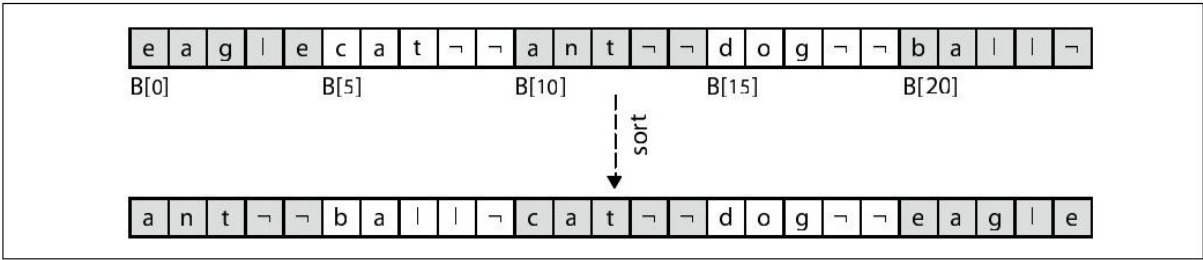 e a g l e c a t ¬ ¬ a n t ¬ ¬ d o g ¬ ¬ b a l l ¬
B[0] B[5] B[10] B[15] B[20]
sort
a n t ¬ ¬ b a l l ¬ c a t ¬ ¬ d o g ¬ ¬ e a g l e